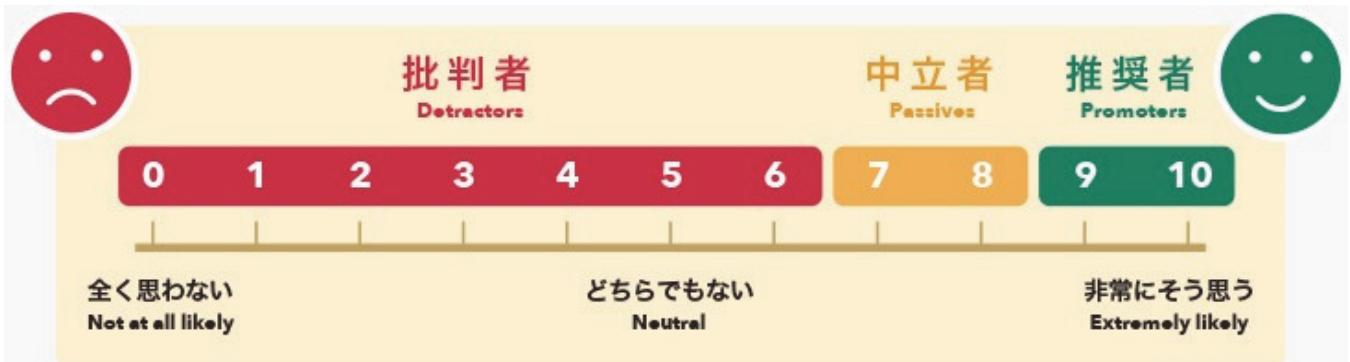 批判者
Detractors
中立者
Passives
推奨者
Promoters
0 1 2 3 4 5 6 7 8 9 10
全く思わない
Not at all likely
どちらでもない
Neutral
非常にそう思う
Extremely likely